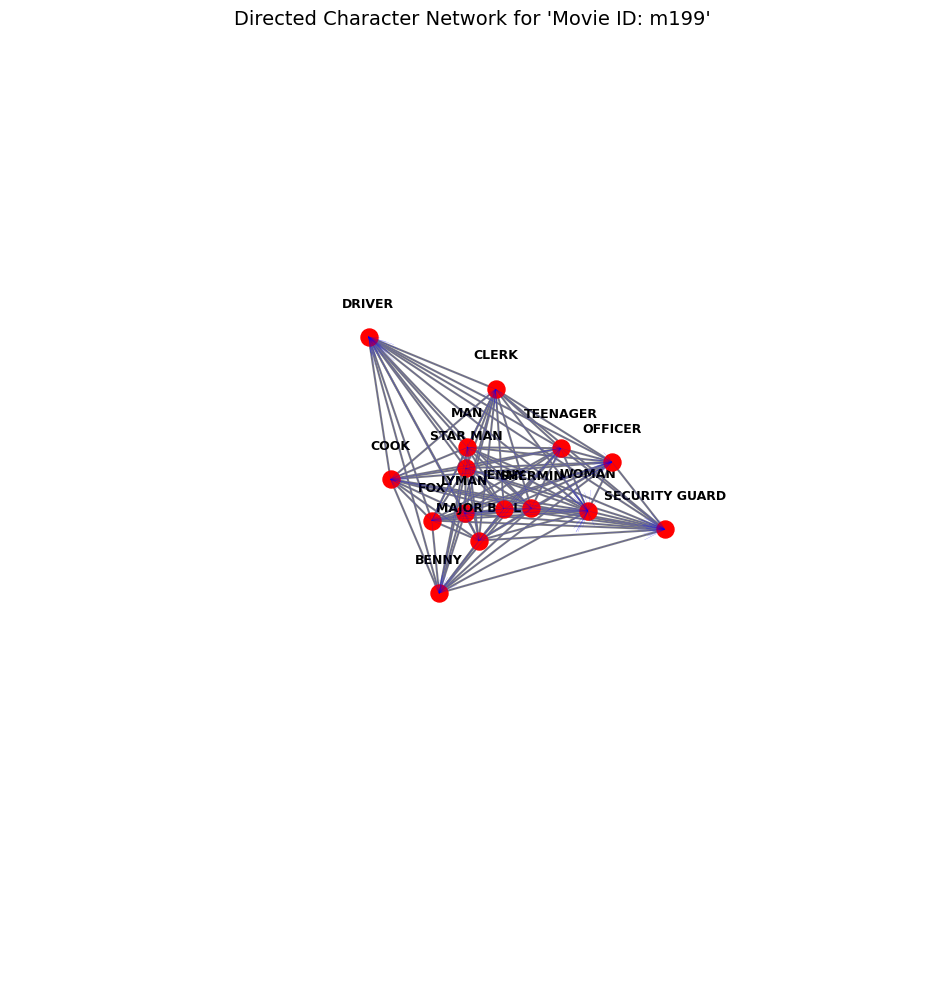 Directed Character Network for 'Movie ID: m199'
DRIVER
CLERK
MAN
TEENAGER
OFFICER
STAR MAN
COOK
JENNY
SHERMIN
WOMAN
LYMAN
FOX
SECURITY GUARD
MAJOR BELL
BENNY